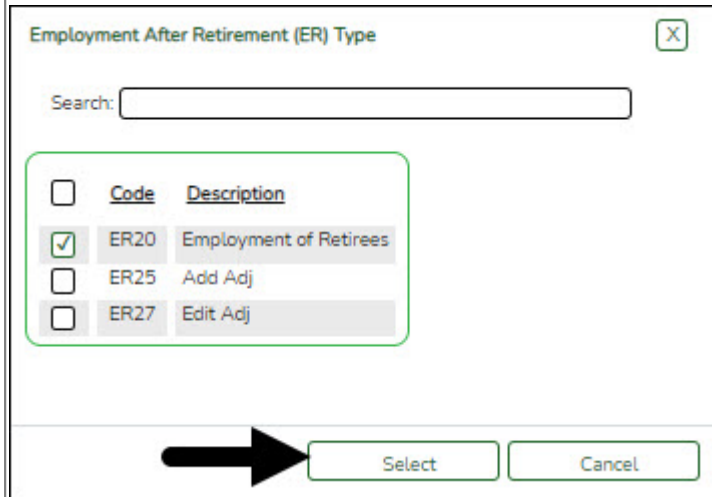 Employment After Retirement (ER) Type X
Search:
Code Description
ER20 Employment of Retirees
ER25 Add Adj
ER27 Edit Adj
Select Cancel